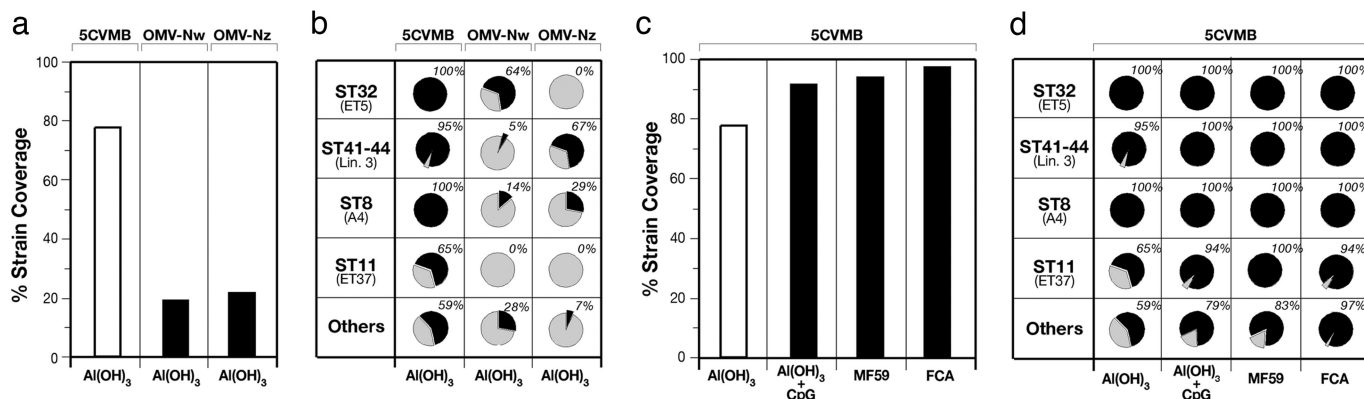 a
5CVMB OMV-Nw OMV-Nz
% Strain Coverage
100
80
60
40
20
0
Al(OH)3 Al(OH)3 Al(OH)3
b
5CVMB OMV-Nw OMV-Nz
ST32
(ET5)
100% 64% 0%
ST41-44
(Lin. 3)
95% 5% 67%
ST8
(A4)
100% 14% 29%
ST11
(ET37)
65% 0% 0%
Others
59% 28% 7%
Al(OH)3 Al(OH)3 Al(OH)3
c
5CVMB
% Strain Coverage
100
80
60
40
20
0
Al(OH)3 Al(OH)3 + CpG MF59 FCA
d
5CVMB
ST32
(ET5)
100% 100% 100% 100%
ST41-44
(Lin. 3)
95% 100% 100% 100%
ST8
(A4)
100% 100% 100% 100%
ST11
(ET37)
65% 94% 100% 94%
Others
59% 79% 83% 97%
Al(OH)3 Al(OH)3 + CpG MF59 FCA